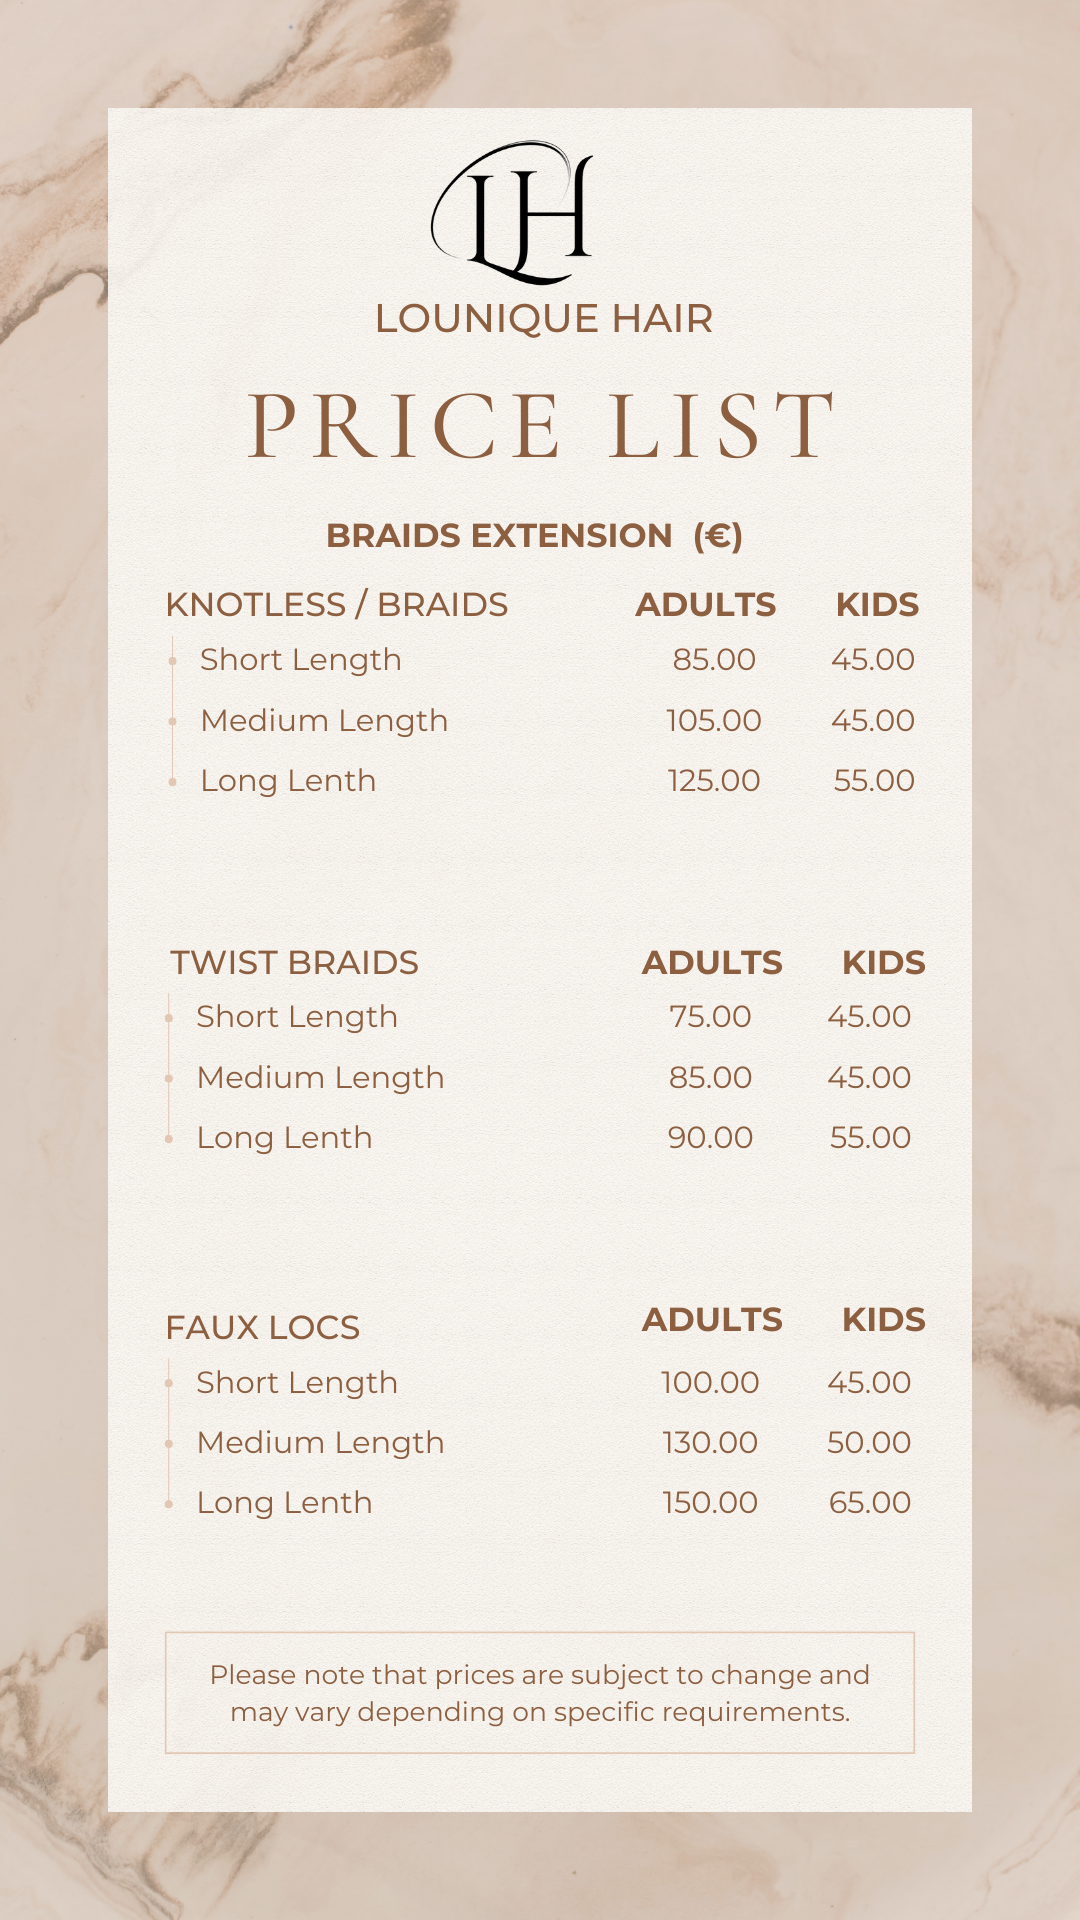 LH
LOUNIQUE HAIR
PRICE LIST
BRAIDS EXTENSION (€)
KNOTLESS / BRAIDS ADULTS KIDS
Short Length 85.00 45.00
Medium Length 105.00 45.00
Long Lenth 125.00 55.00
TWIST BRAIDS ADULTS KIDS
Short Length 75.00 45.00
Medium Length 85.00 45.00
Long Lenth 90.00 55.00
FAUX LOCS ADULTS KIDS
Short Length 100.00 45.00
Medium Length 130.00 50.00
Long Lenth 150.00 65.00
Please note that prices are subject to change and
may vary depending on specific requirements.